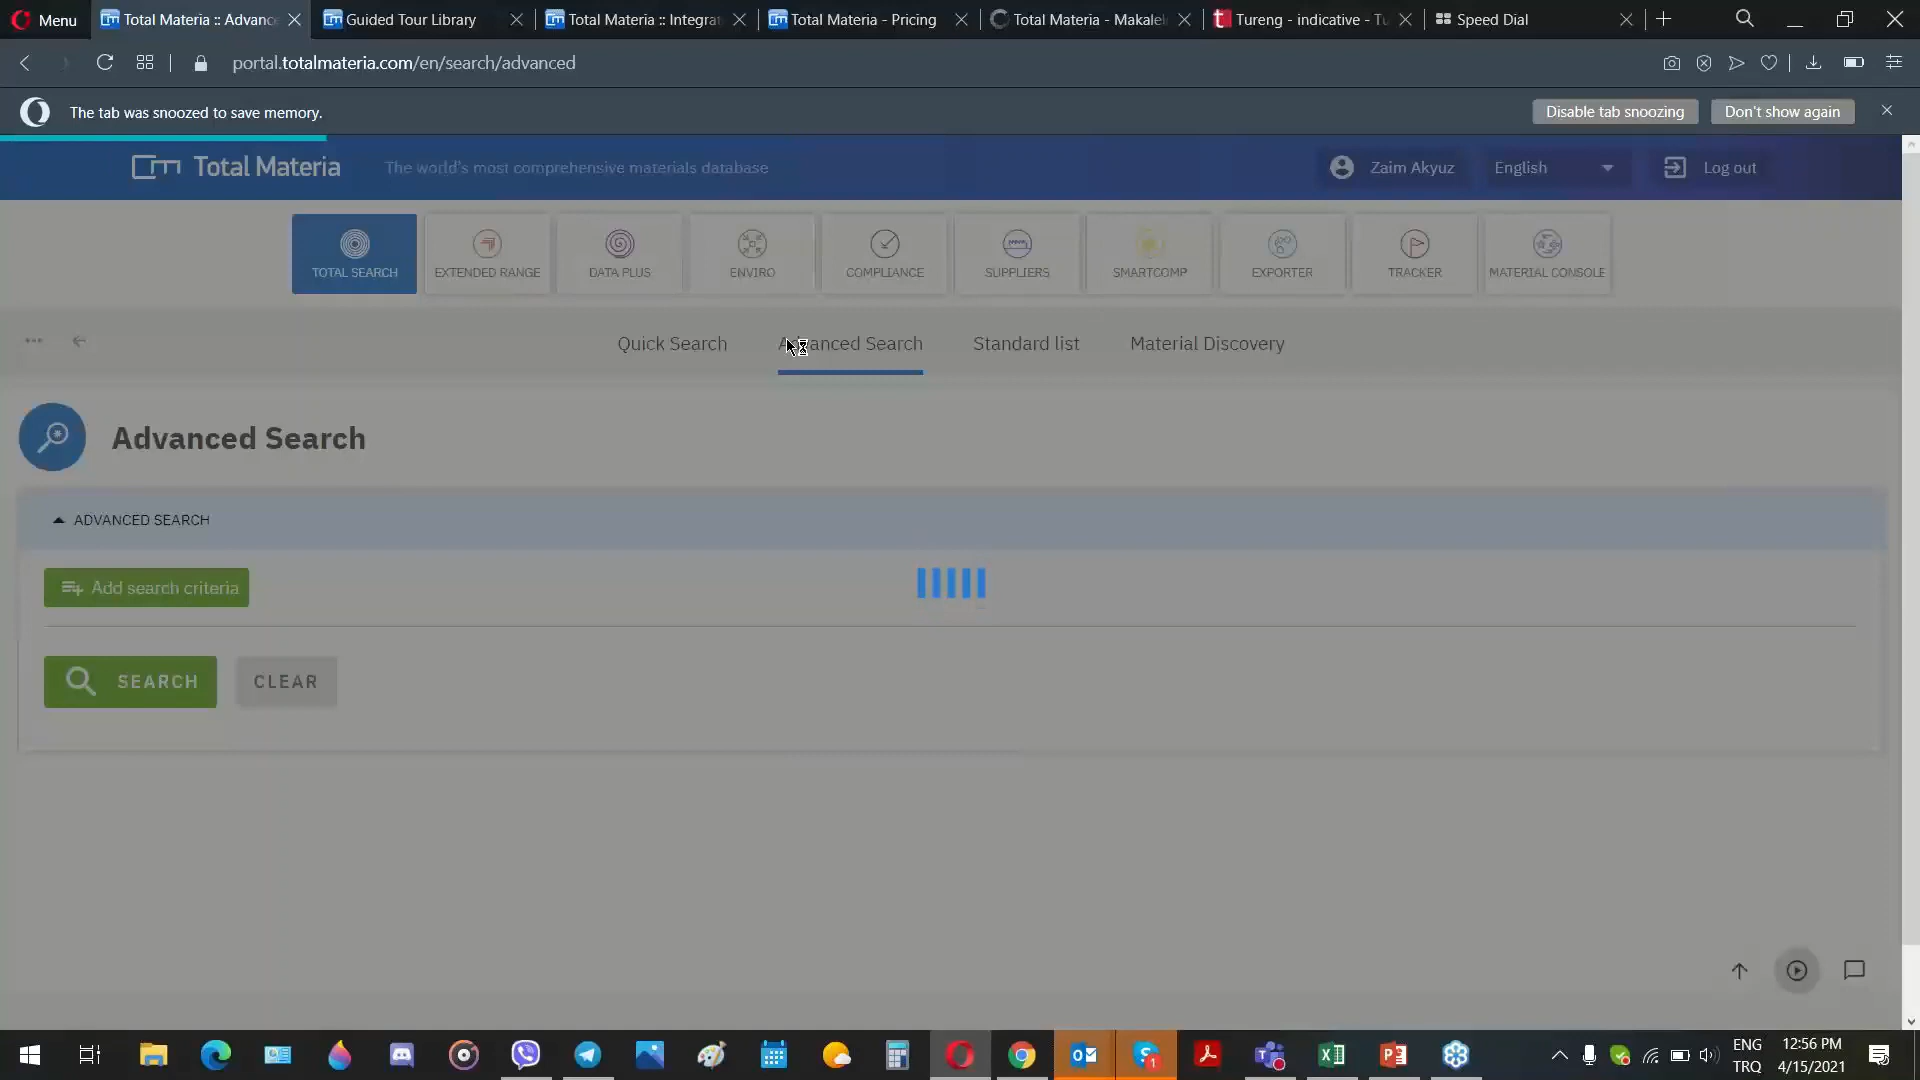 Menu
Total Materia :: Advanc
Guided Tour Library
Total Materia :: Integrat
Total Materia - Pricing
Total Materia - Makalel
Tureng - indicative - Tu
Speed Dial
portal.totalmateria.com/en/search/advanced
The tab was snoozed to save memory.
Disable tab snoozing
Don't show again
Total Materia
The world's most comprehensive materials database
Zaim Akyuz
English
Log out
TOTAL SEARCH
EXTENDED RANGE
DATA PLUS
ENVIRO
COMPLIANCE
SUPPLIERS
SMARTCOMP
EXPORTER
TRACKER
MATERIAL CONSOLE
Quick Search
Advanced Search
Standard list
Material Discovery
Advanced Search
ADVANCED SEARCH
Add search criteria
SEARCH
CLEAR
1
ENG
TRQ
12:56 PM
4/15/2021